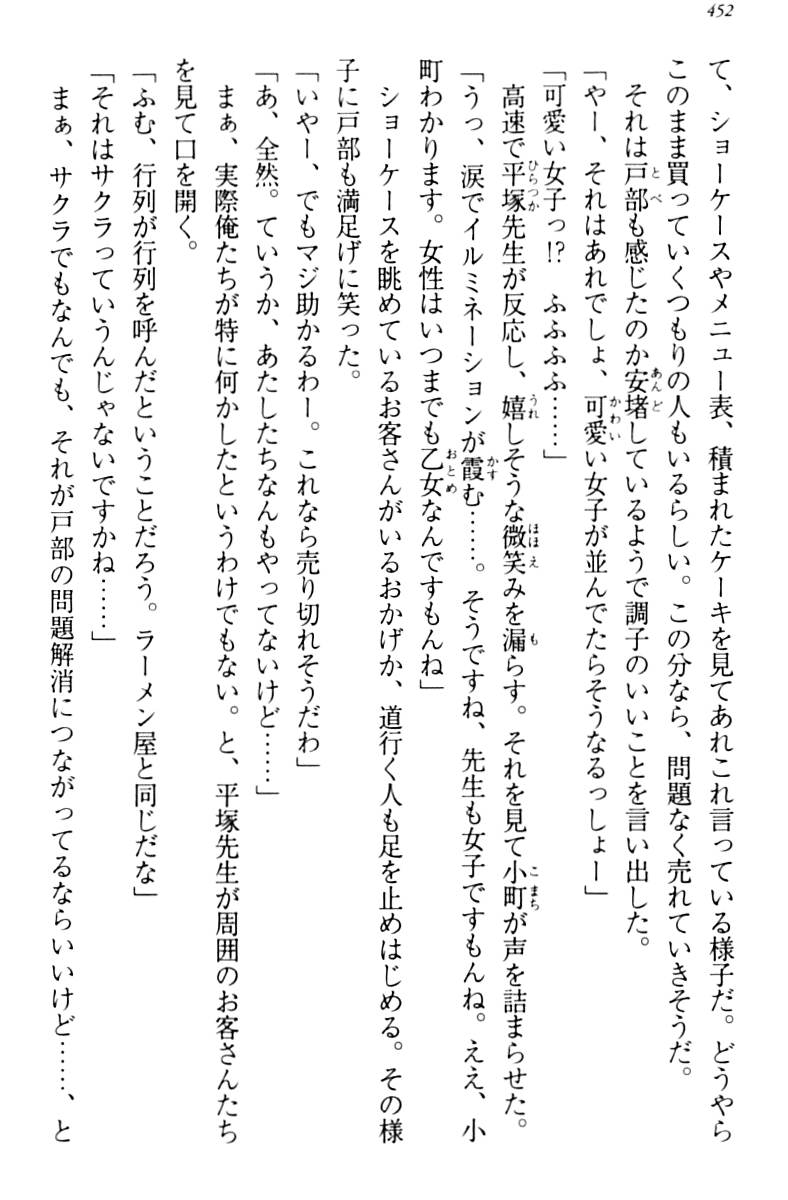 452
て、ショーケースやメニュー表、積まれたケーキを見てあれこれ言っている様子だ。どうやら
このまま買っていくつもりの人もいるらしい。この分なら、問題なく売れていきそうだ。
それは戸部も感じたのか安堵しているようで調子のいいことを言い出した。
「やー、それはあれでしょ、可愛い女子が並んでたらそうなるっしょー」
「可愛い女子っ!?　ふふふふ……」
高速で平塚先生が反応し、嬉しそうな微笑みを漏らす。それを見て小町が声を詰まらせた。
「うっ、涙でイルミネーションが霞む……。そうですね、先生も女子ですもんね。ええ、小
町わかります。女性はいつまでも乙女なんですもんね」
ショーケースを眺めているお客さんがいるおかげか、道行く人も足を止めはじめる。その様
子に戸部も満足げに笑った。
「いやー、でもマジ助かるわー。これなら売り切れそうだわ」
「あ、全然。ていうか、あたしたちなんもやってないけど……」
まぁ、実際俺たちが特に何かしたというわけでもない。と、平塚先生が周囲のお客さんたち
を見て口を開く。
「ふむ、行列が行列を呼んだということだろう。ラーメン屋と同じだな」
「それはサクラっていうんじゃないですかね……」
まぁ、サクラでもなんでも、それが戸部の問題解消につながってるならいいけど……、と